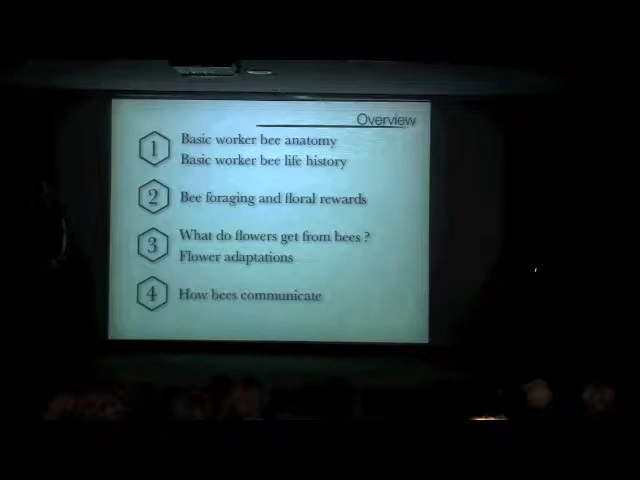 Overview
1
Basic worker bee anatomy
Basic worker bee life history
2
Bee foraging and floral rewards
3
What do flowers get from bees ?
Flower adaptations
4
How bees communicate